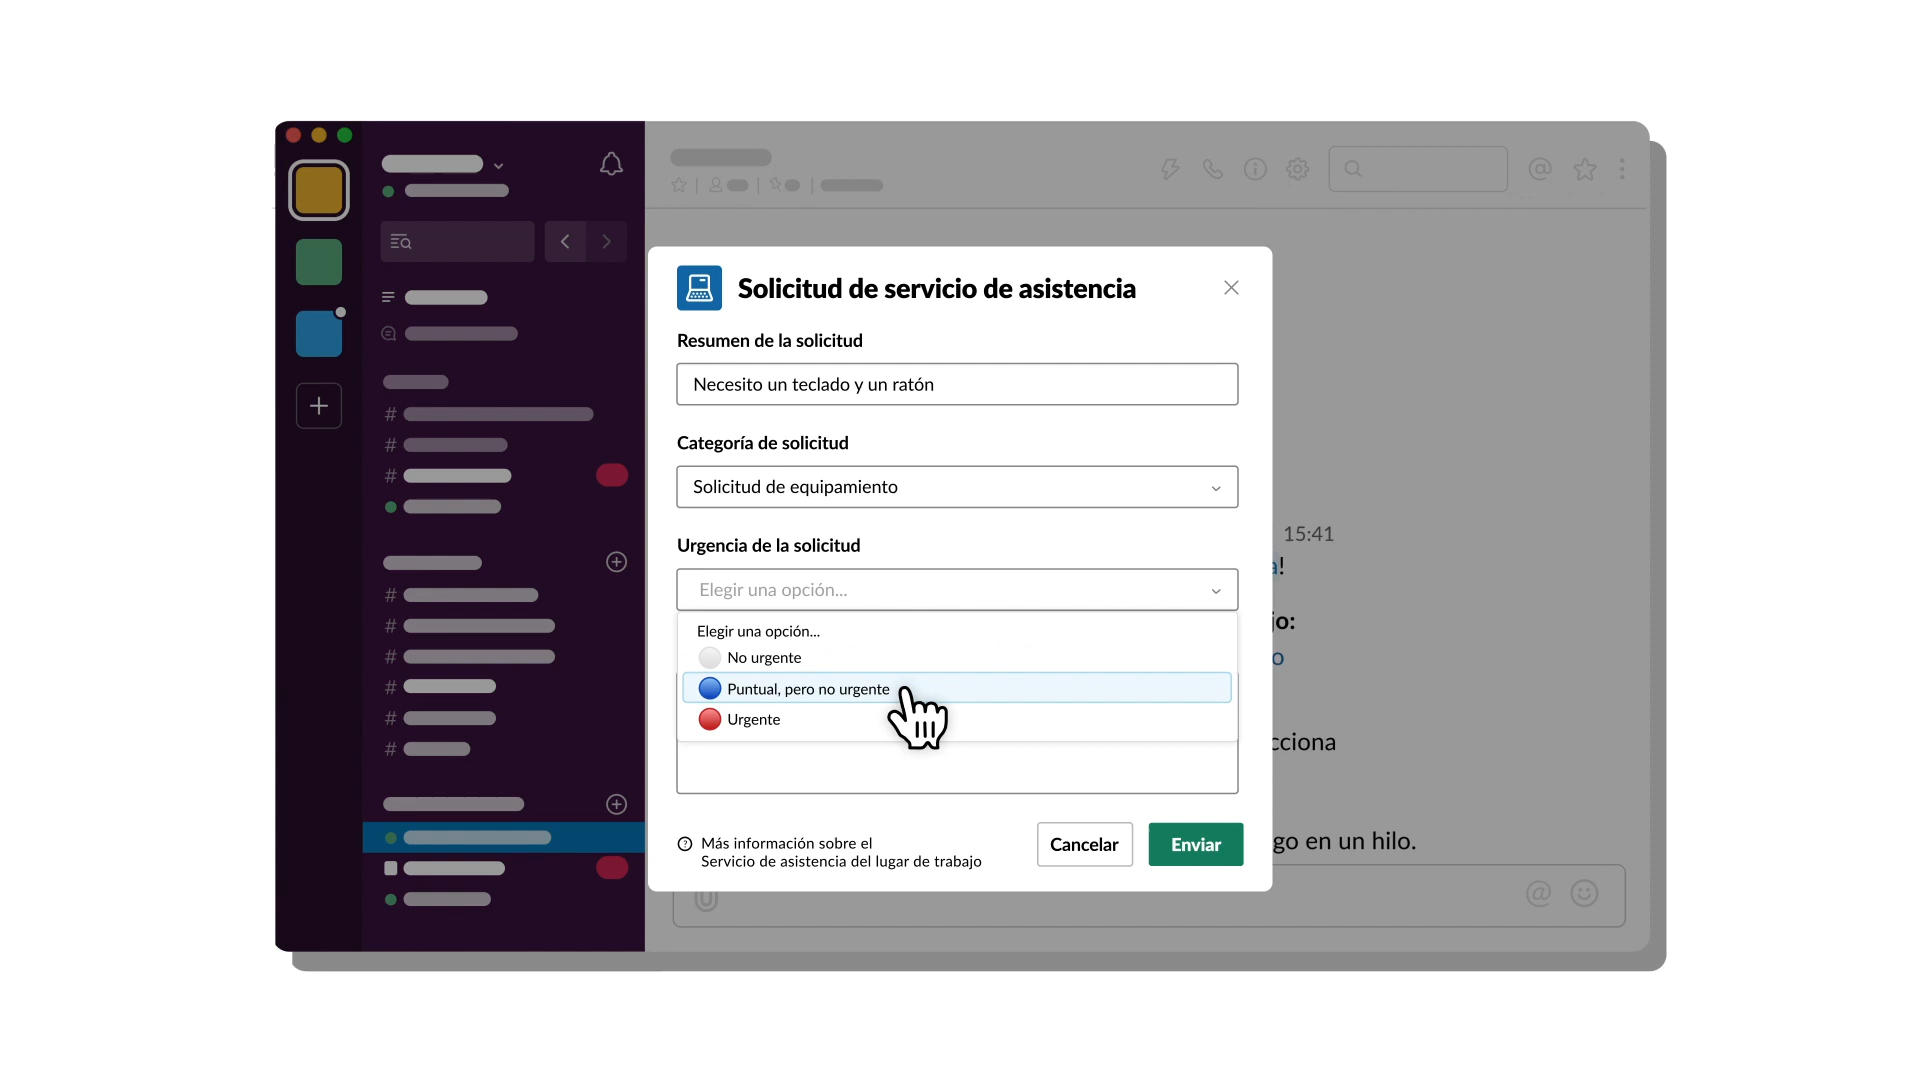 Solicitud de servicio de asistencia
Resumen de la solicitud
Necesito un teclado y un ratón
Categoría de solicitud
Solicitud de equipamiento
Urgencia de la solicitud
Elegir una opción...
Elegir una opción...
No urgente
Puntual, pero no urgente
Urgente
Más información sobre el
Servicio de asistencia del lugar de trabajo
Cancelar
Enviar
15:41
a!
jo:
o
cciona
go en un hilo.